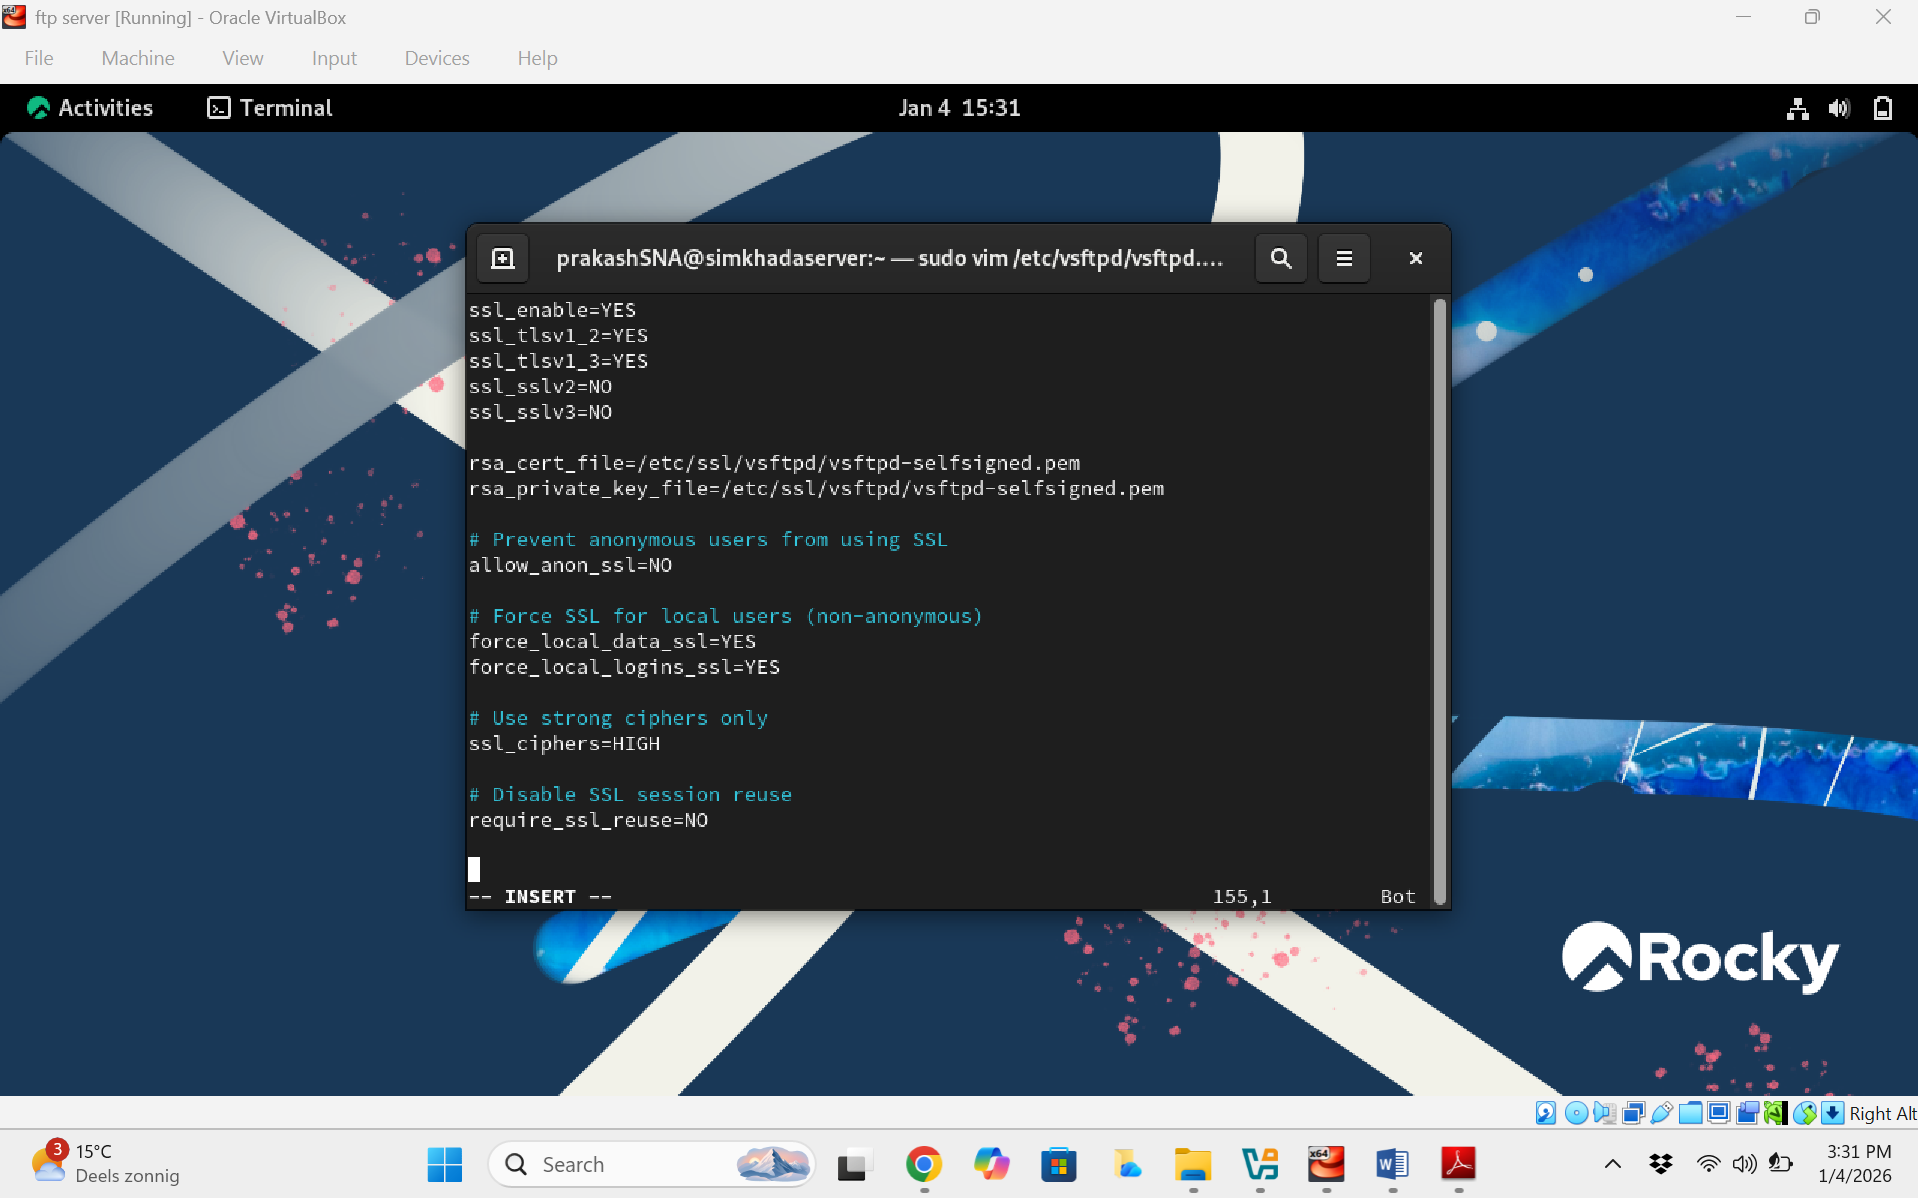 ftp server [Running] - Oracle VirtualBox
File Machine View Input Devices Help
Activities Terminal Jan 4 15:31
prakashSNA@simkhadaserver:~ — sudo vim /etc/vsftpd/vsftpd....
ssl_enable=YES
ssl_tlsv1_2=YES
ssl_tlsv1_3=YES
ssl_sslv2=NO
ssl_sslv3=NO
rsa_cert_file=/etc/ssl/vsftpd/vsftpd-selfsigned.pem
rsa_private_key_file=/etc/ssl/vsftpd/vsftpd-selfsigned.pem
# Prevent anonymous users from using SSL
allow_anon_ssl=NO
# Force SSL for local users (non-anonymous)
force_local_data_ssl=YES
force_local_logins_ssl=YES
# Use strong ciphers only
ssl_ciphers=HIGH
# Disable SSL session reuse
require_ssl_reuse=NO
-- INSERT -- 155,1 Bot
Rocky
Right Alt
3 15°C
Deels zonnig
Search
x64
3:31 PM
1/4/2026